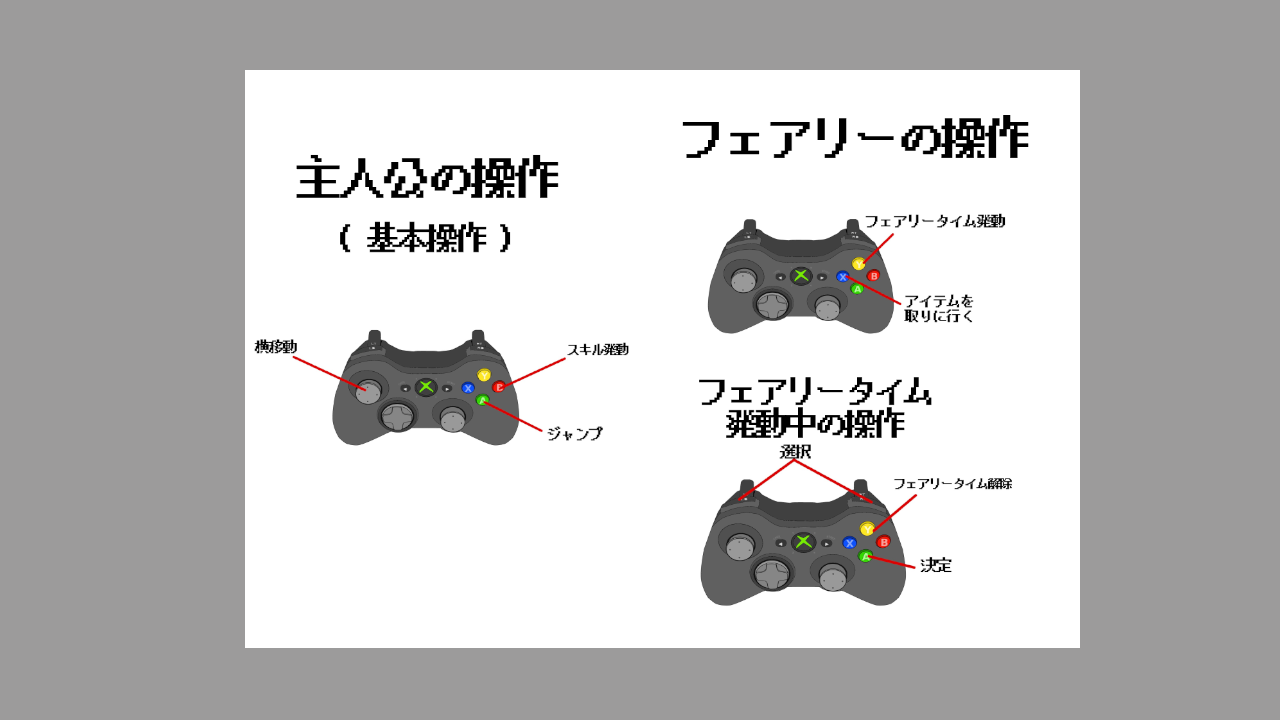 主人公の操作
( 基本操作 )
横移動
スキル発動
ジャンプ
フェアリーの操作
フェアリータイム発動
アイテムを
取りに行く
Y
X
B
A
フェアリータイム
発動中の操作
選択
フェアリータイム解除
決定
Y
X
B
A
Y
X
A